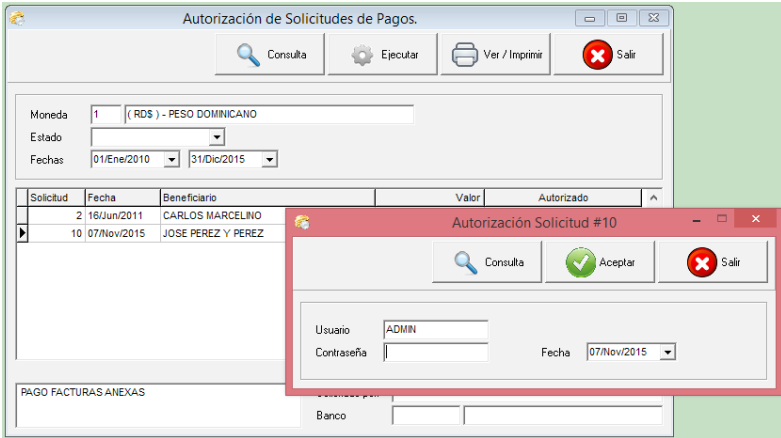 Autorización de Solicitudes de Pagos.
Consulta Ejecutar Ver / Imprimir Salir
Moneda 1 ( RD$ ) - PESO DOMINICANO
Estado
Fechas 01/Ene/2010 31/Dic/2015
Solicitud Fecha Beneficiario Valor Autorizado
2 16/Jun/2011 CARLOS MARCELINO
10 07/Nov/2015 JOSE PEREZ Y PEREZ
Autorización Solicitud #10
Consulta Aceptar Salir
Usuario ADMIN
Contraseña Fecha 07/Nov/2015
PAGO FACTURAS ANEXAS
Banco